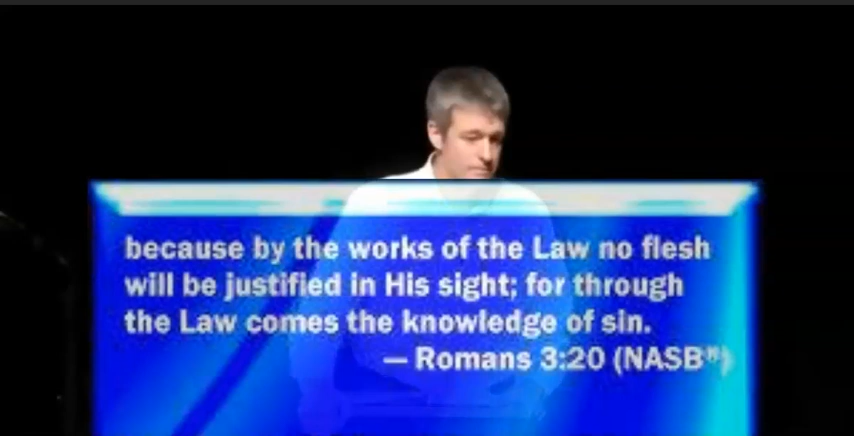 because by the works of the Law no flesh
will be justified in His sight; for through
the Law comes the knowledge of sin.
— Romans 3:20 (NASB®)